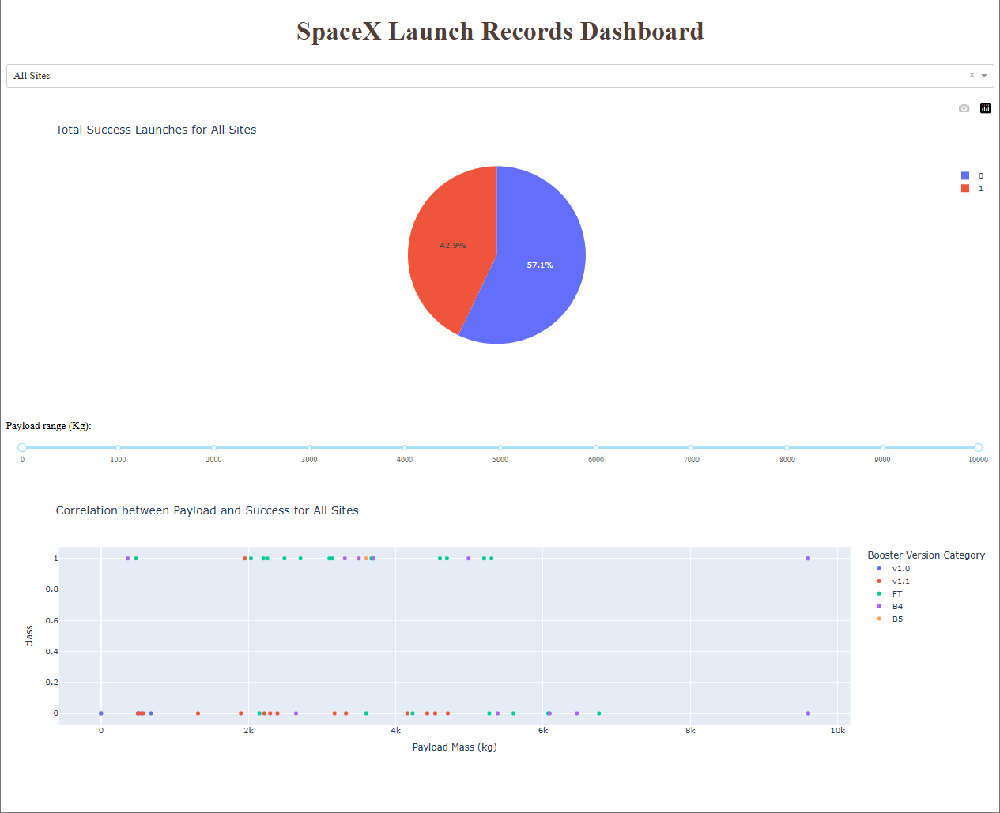 SpaceX Launch Records Dashboard
All Sites
×
Total Success Launches for All Sites
0
1
42.9%
57.1%
Payload range (Kg):
0 1000 2000 3000 4000 5000 6000 7000 8000 9000 10000
Correlation between Payload and Success for All Sites
Booster Version Category
v1.0
v1.1
FT
B4
B5
class
1
0.8
0.6
0.4
0.2
0
0 2k 4k 6k 8k 10k
Payload Mass (kg)